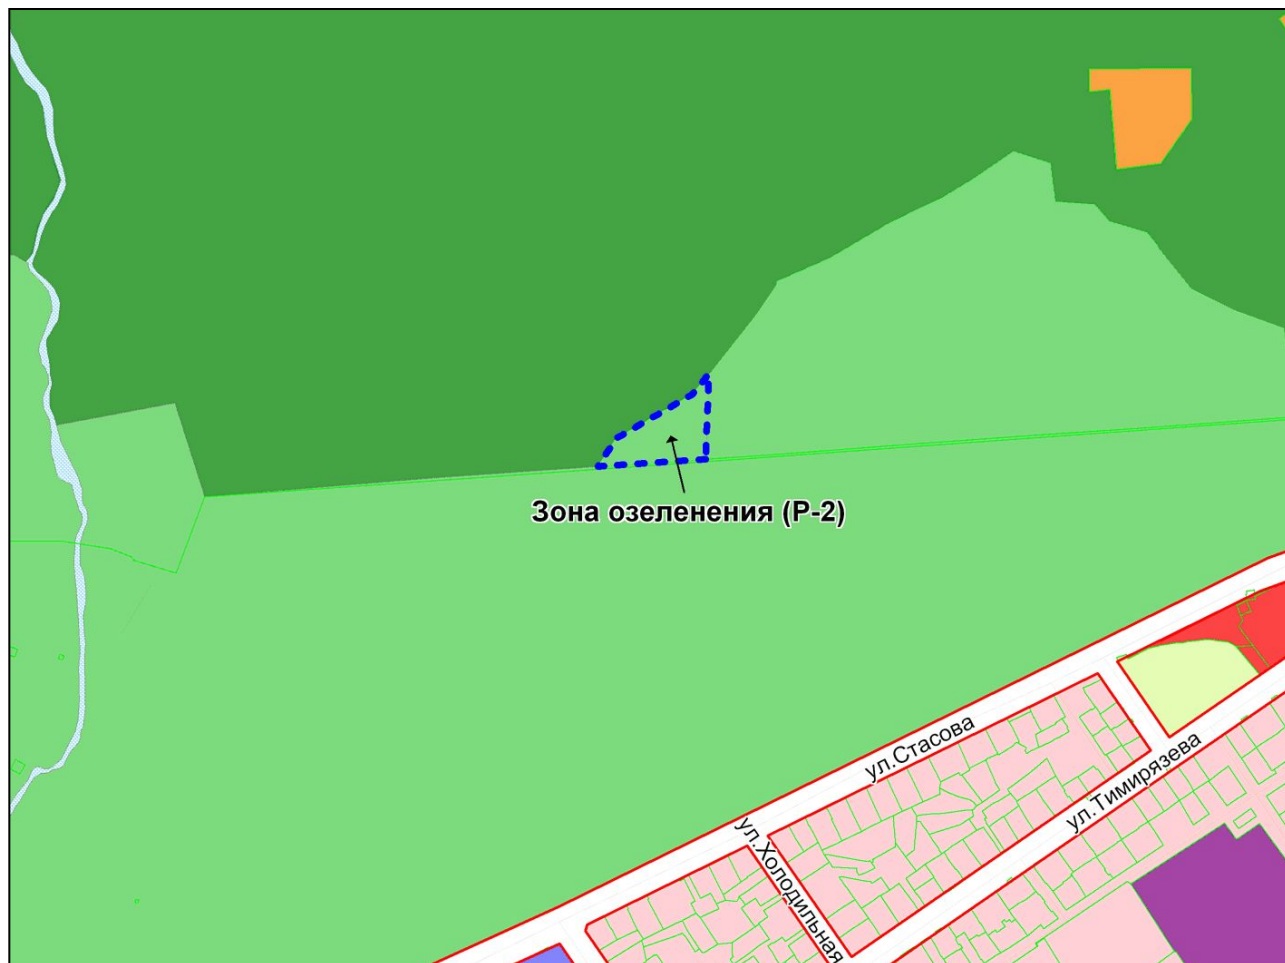 Зона озеленения (Р-2)
ул.Стасова
ул.Тимирязева
ул.Холодильная